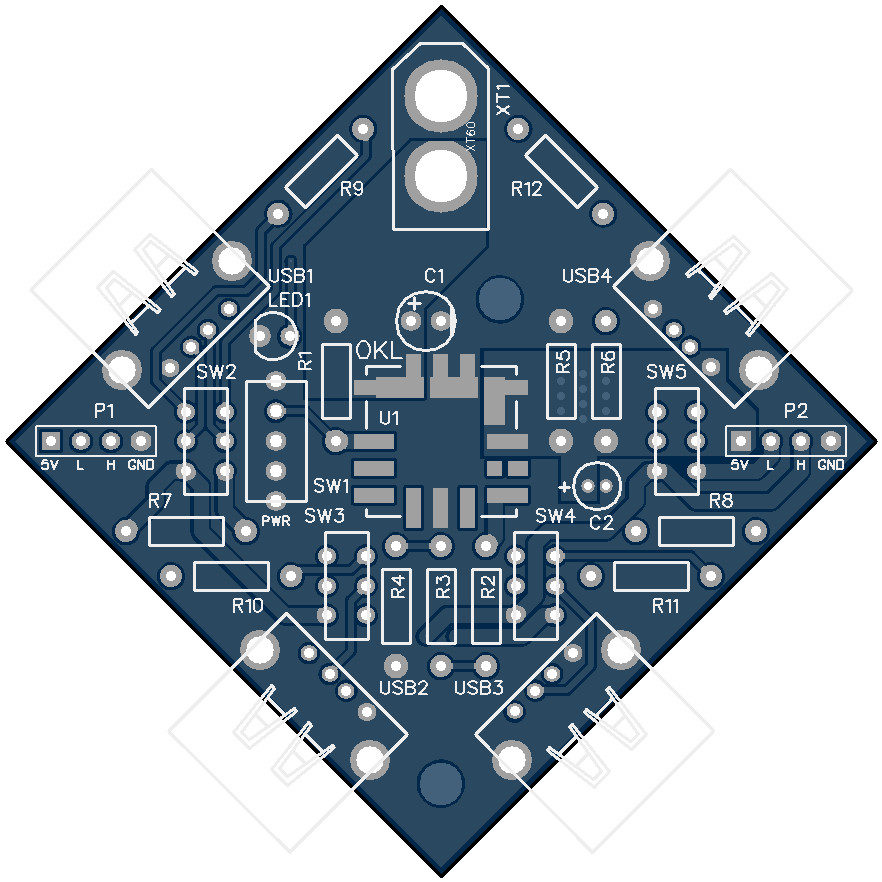 XT1
XT60
R9
R12
USB1
LED1
C1
+
USB4
OKL
R1
R5
R6
SW2
SW5
P1
P2
U1
5V L H GND
5V L H GND
SW1
+
PWR
C2
R7
R8
SW3
SW4
R4
R3
R2
R10
R11
USB2
USB3